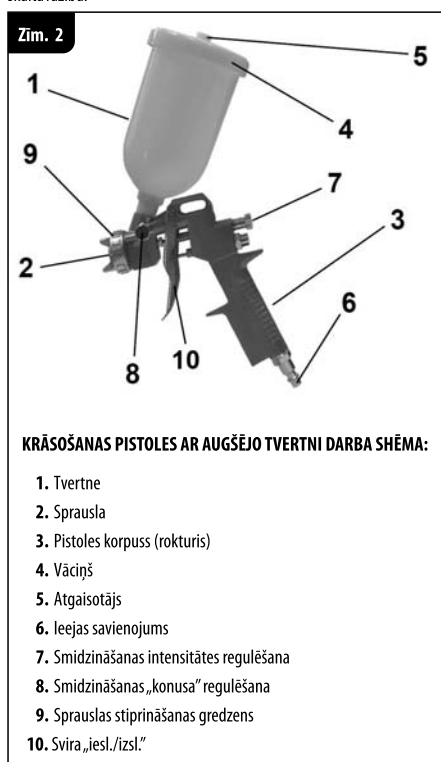 Zīm. 2
5
1
4
9
7
3
2
6
10
8
KRĀSOŠANAS PISTOLES AR AUGŠĒJO TVERTNI DARBA SHĒMA:
1. Tvertne
2. Sprausla
3. Pistoles korpuss (rokturis)
4. Vāciņš
5. Atgaisotājs
6. Ieejas savienojums
7. Smidzināšanas intensitātes regulēšana
8. Smidzināšanas „konusa” regulēšana
9. Sprauslas stiprināšanas gredzens
10. Svira „iesl./izsl.”